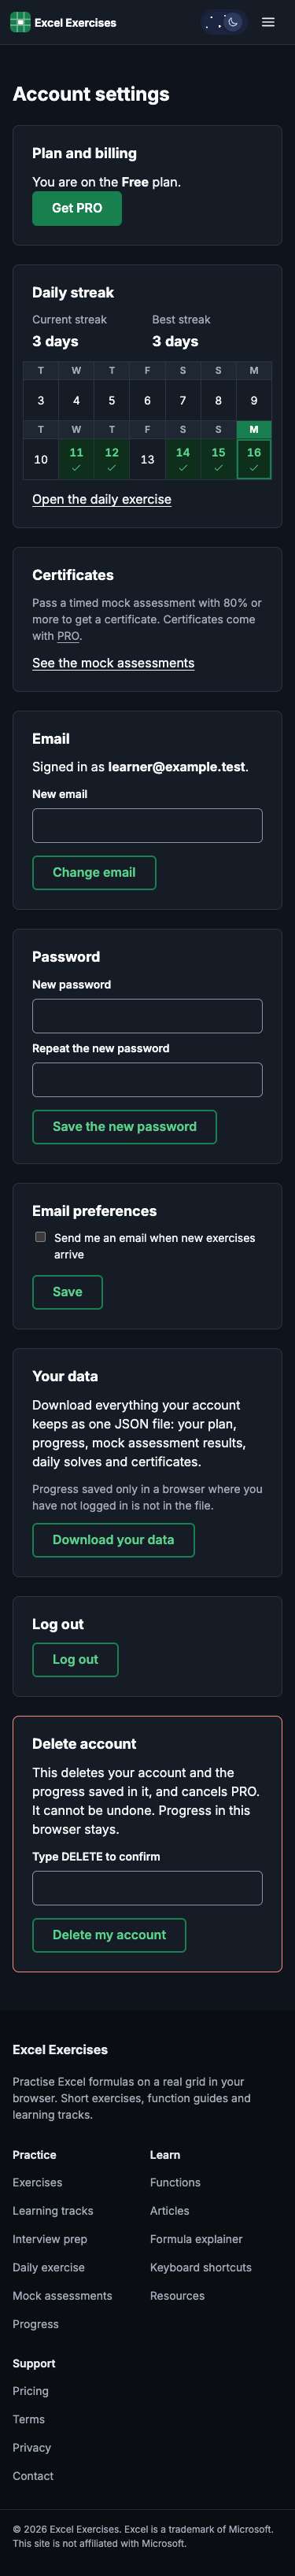 Excel Exercises
Account settings
Plan and billing
You are on the Free plan.
Get PRO
Daily streak
Current streak Best streak
3 days 3 days
T W T F S S M
3 4 5 6 7 8 9
T W T F S S M
10 11 12 13 14 15 16
Open the daily exercise
Certificates
Pass a timed mock assessment with 80% or
more to get a certificate. Certificates come
with PRO.
See the mock assessments
Email
Signed in as learner@example.test.
New email
Change email
Password
New password
Repeat the new password
Save the new password
Email preferences
Send me an email when new exercises
arrive
Save
Your data
Download everything your account
keeps as one JSON file: your plan,
progress, mock assessment results,
daily solves and certificates.
Progress saved only in a browser where you
have not logged in is not in the file.
Download your data
Log out
Log out
Delete account
This deletes your account and the
progress saved in it, and cancels PRO.
It cannot be undone. Progress in this
browser stays.
Type DELETE to confirm
Delete my account
Excel Exercises
Practise Excel formulas on a real grid in your
browser. Short exercises, function guides and
learning tracks.
Practice
Exercises
Learning tracks
Interview prep
Daily exercise
Mock assessments
Progress
Learn
Functions
Articles
Formula explainer
Keyboard shortcuts
Resources
Support
Pricing
Terms
Privacy
Contact
© 2026 Excel Exercises. Excel is a trademark of Microsoft.
This site is not affiliated with Microsoft.